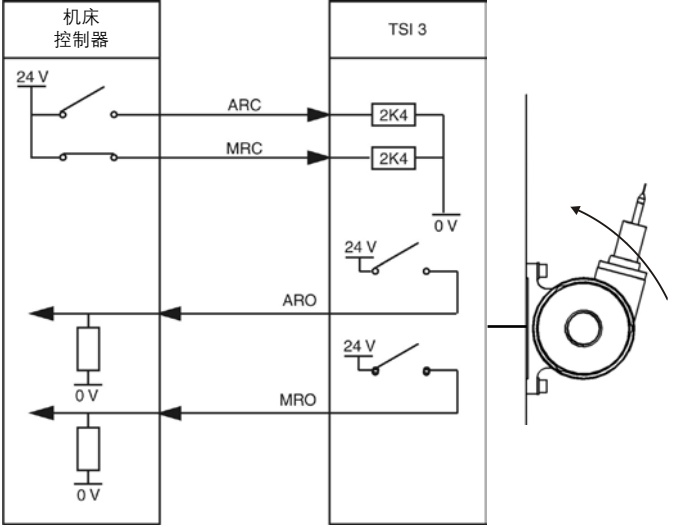 机床
控制器
TSI 3
24 V
ARC
2K4
MRC
2K4
0 V
24 V
ARO
24 V
0 V
MRO
0 V